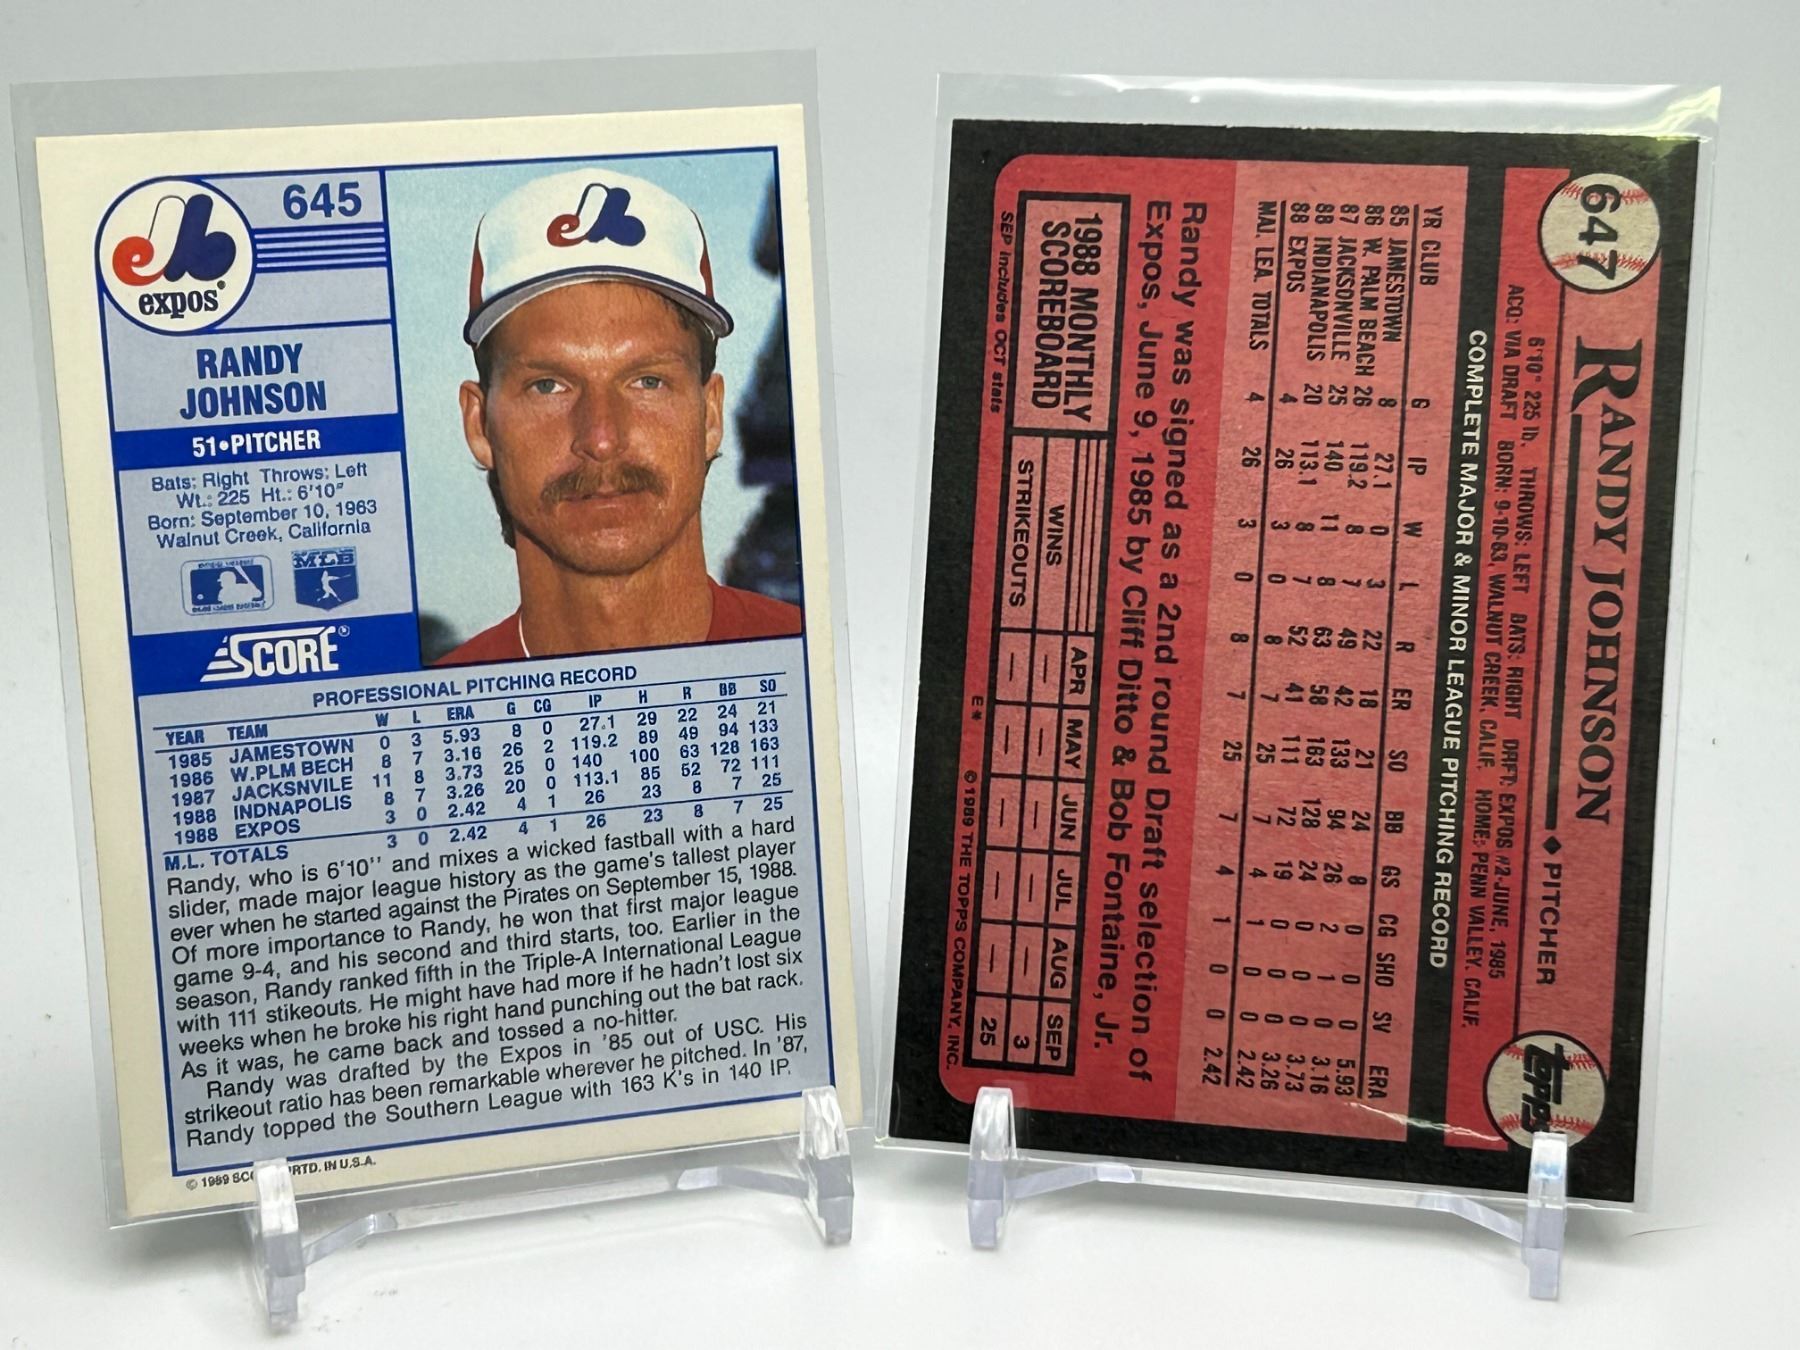 645
expos
RANDY
JOHNSON
51•PITCHER
Bats: Right Throws: Left
Wt.: 225 Ht.: 6'10"
Born: September 10, 1963
Walnut Creek, California
MLB
SCORE®
PROFESSIONAL PITCHING RECORD
YEAR TEAM W L ERA G CG IP H R BB SO
1985 JAMESTOWN 0 3 5.93 8 0 27.1 29 22 24 21
1986 W.PLM BECH 8 7 3.16 26 2 119.2 89 49 94 133
1987 JACKSNVILE 11 8 3.73 25 0 140 100 63 128 163
1988 INDNAPOLIS 8 7 3.26 20 0 113.1 85 52 72 111
1988 EXPOS 3 0 2.42 4 1 26 23 8 7 25
M.L. TOTALS 3 0 2.42 4 1 26 23 8 7 25
Randy, who is 6'10" and mixes a wicked fastball with a hard
slider, made major league history as the game's tallest player
ever when he started against the Pirates on September 15, 1988.
Of more importance to Randy, he won that first major league
game 9-4, and his second and third starts, too. Earlier in the
season, Randy ranked fifth in the Triple-A International League
with 111 stikeouts. He might have had more if he hadn't lost six
weeks when he broke his right hand punching out the bat rack.
As it was, he came back and tossed a no-hitter.
Randy was drafted by the Expos in '85 out of USC. His
strikeout ratio has been remarkable wherever he pitched. In '87,
Randy topped the Southern League with 163 K's in 140 IP.
© 1989 SCO PRTD. IN U.S.A.
647
RANDY JOHNSON ◆ PITCHER
topps
6'10" 225 lb. THROWS: LEFT BATS: RIGHT DRAFT: EXPOS #2-JUNE, 1985
ACQ: VIA DRAFT BORN: 9-10-63, WALNUT CREEK, CALIF. HOME: PENN VALLEY, CALIF.
COMPLETE MAJOR & MINOR LEAGUE PITCHING RECORD
YR CLUB G IP W L R ER SO BB GS CG SHO SV ERA
85 JAMESTOWN 8 27.1 0 3 22 18 21 24 8 0 0 0 5.93
86 W. PALM BEACH 26 119.2 8 7 49 42 133 94 26 2 1 0 3.16
87 JACKSONVILLE 25 140 11 8 63 58 163 128 24 0 0 0 3.73
88 INDIANAPOLIS 20 113.1 8 7 52 41 111 72 19 0 0 0 3.26
88 EXPOS 4 26 3 0 8 7 25 7 4 1 0 0 2.42
MAJ. LEA. TOTALS 4 26 3 0 8 7 25 7 4 1 0 0 2.42
Randy was signed as a 2nd round Draft selection of
Expos, June 9, 1985 by Cliff Ditto & Bob Fontaine, Jr.
1988 MONTHLY
SCOREBOARD
APR MAY JUN JUL AUG SEP
WINS — — — — — 3
STRIKEOUTS — — — — — 25
SEP includes OCT stats
E*
©1989 THE TOPPS COMPANY, INC.